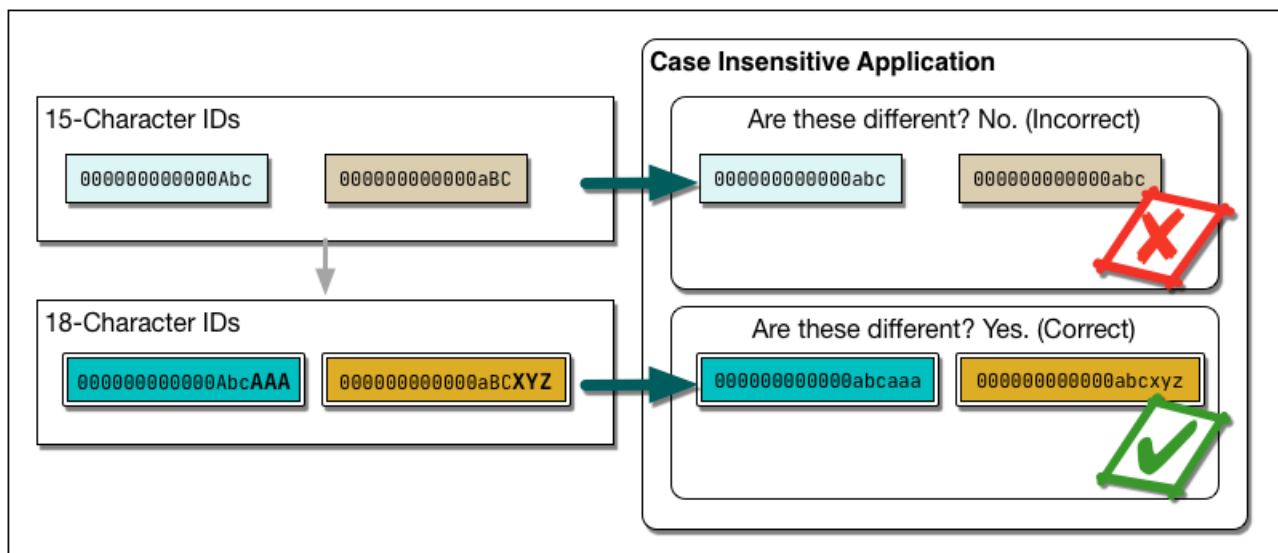 Case Insensitive Application
15-Character IDs
000000000000Abc
000000000000aBC
Are these different? No. (Incorrect)
000000000000abc
000000000000abc
18-Character IDs
000000000000AbcAAA
000000000000aBCXYZ
Are these different? Yes. (Correct)
000000000000abcaaa
000000000000abcxyz